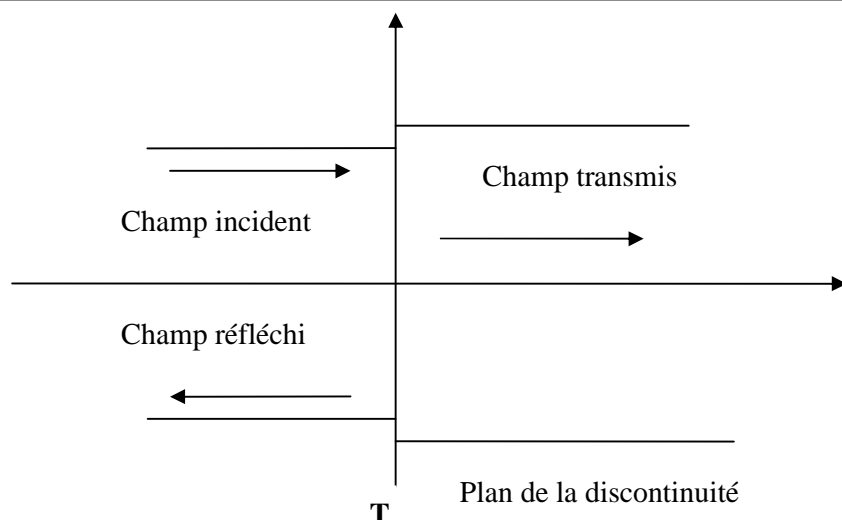 Champ transmis
Champ incident
Champ réfléchi
Plan de la discontinuité
T